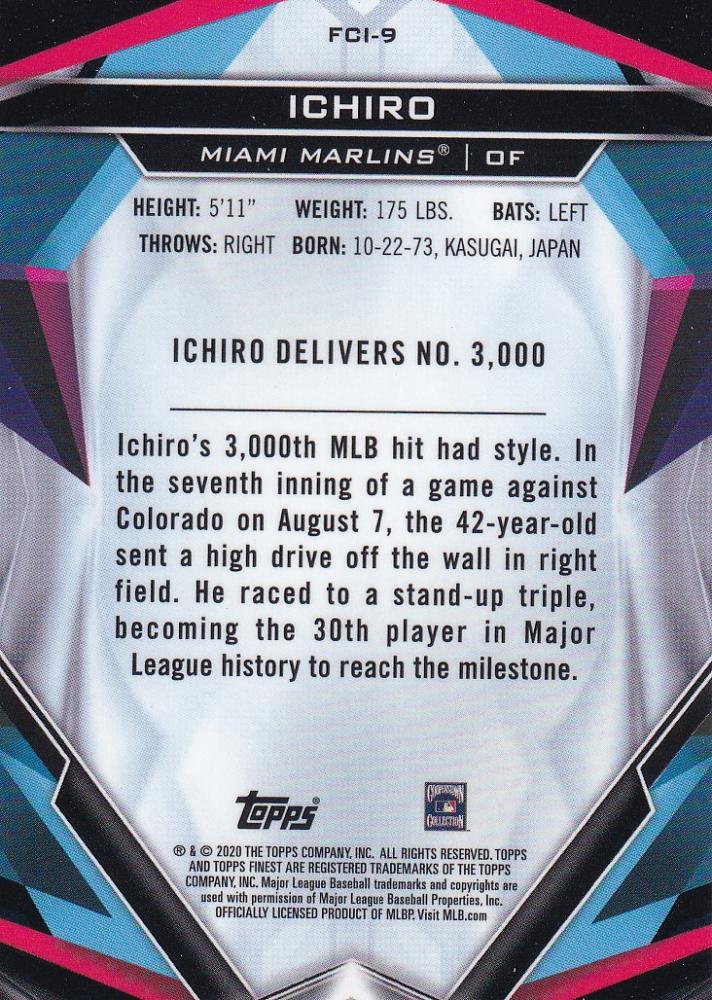 FCI-9
ICHIRO
MIAMI MARLINS® | OF
HEIGHT: 5'11" WEIGHT: 175 LBS. BATS: LEFT
THROWS: RIGHT BORN: 10-22-73, KASUGAI, JAPAN
ICHIRO DELIVERS NO. 3,000
Ichiro's 3,000th MLB hit had style. In
the seventh inning of a game against
Colorado on August 7, the 42-year-old
sent a high drive off the wall in right
field. He raced to a stand-up triple,
becoming the 30th player in Major
League history to reach the milestone.
Topps®
COOPERSTOWN
COLLECTION
® & © 2020 THE TOPPS COMPANY, INC. ALL RIGHTS RESERVED. TOPPS
AND TOPPS FINEST ARE REGISTERED TRADEMARKS OF THE TOPPS
COMPANY, INC. Major League Baseball trademarks and copyrights are
used with permission of Major League Baseball Properties, Inc.
OFFICIALLY LICENSED PRODUCT OF MLBP. Visit MLB.com